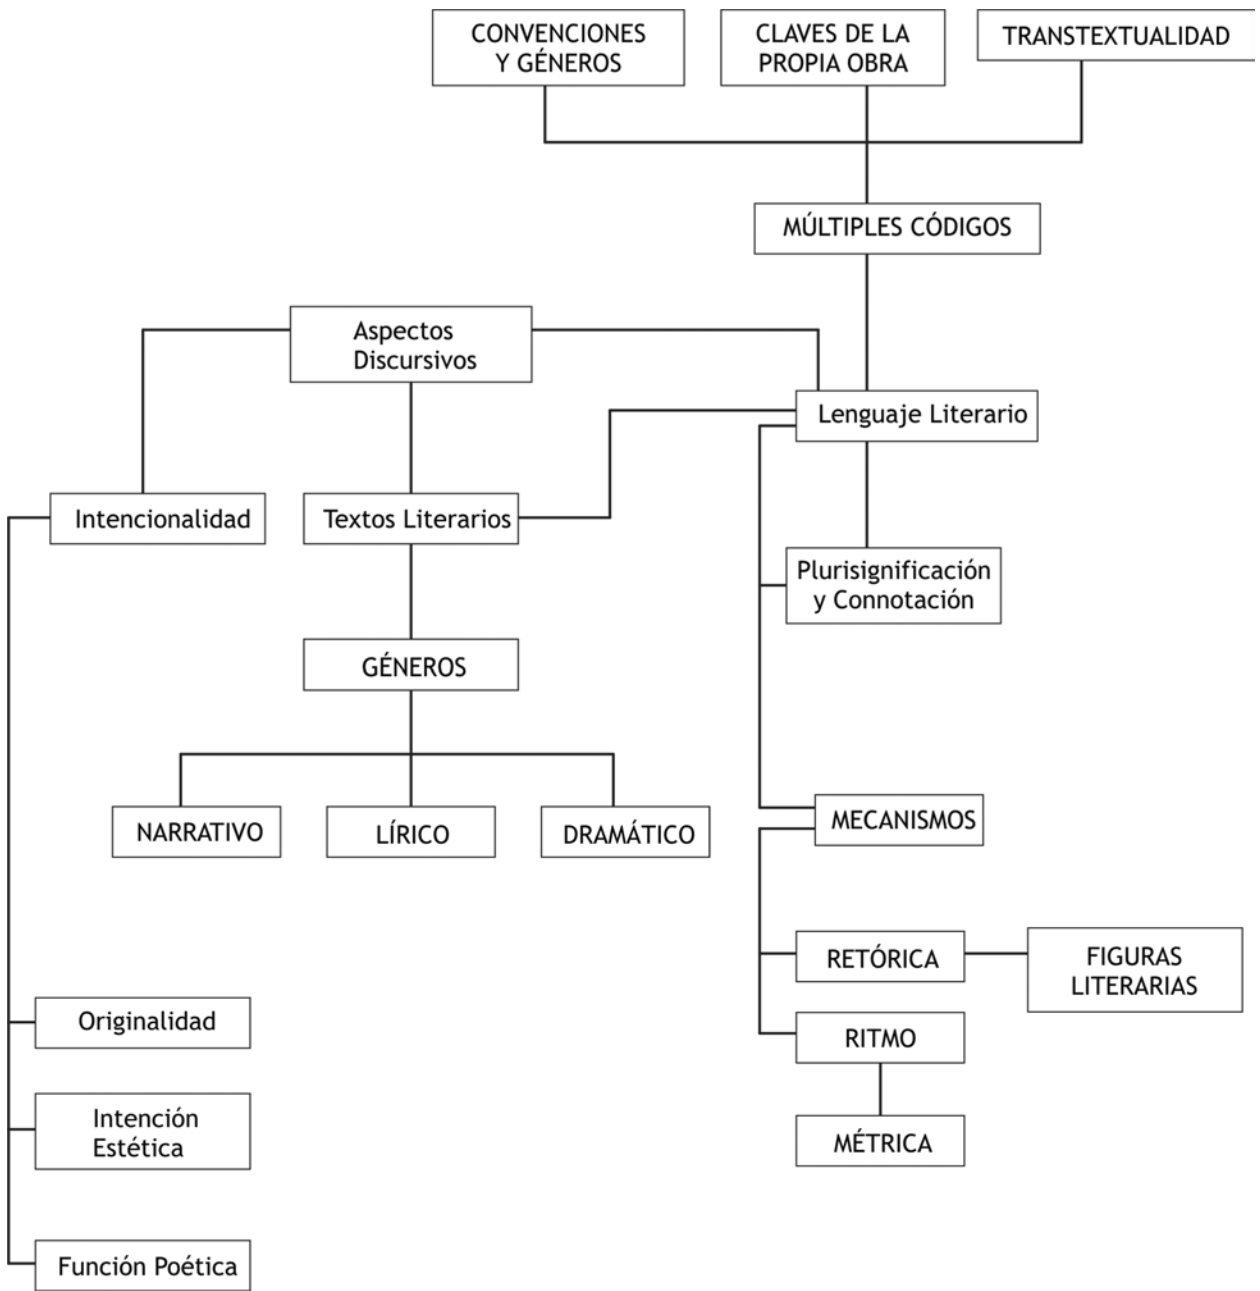 CONVENCIONES
Y GÉNEROS
CLAVES DE LA
PROPIA OBRA
TRANSTEXTUALIDAD
MÚLTIPLES CÓDIGOS
Aspectos
Discursivos
Lenguaje Literario
Intencionalidad
Textos Literarios
Plurisignificación
y Connotación
GÉNEROS
NARRATIVO
LÍRICO
DRAMÁTICO
MECANISMOS
RETÓRICA
FIGURAS
LITERARIAS
Originalidad
RITMO
Intención
Estética
MÉTRICA
Función Poética